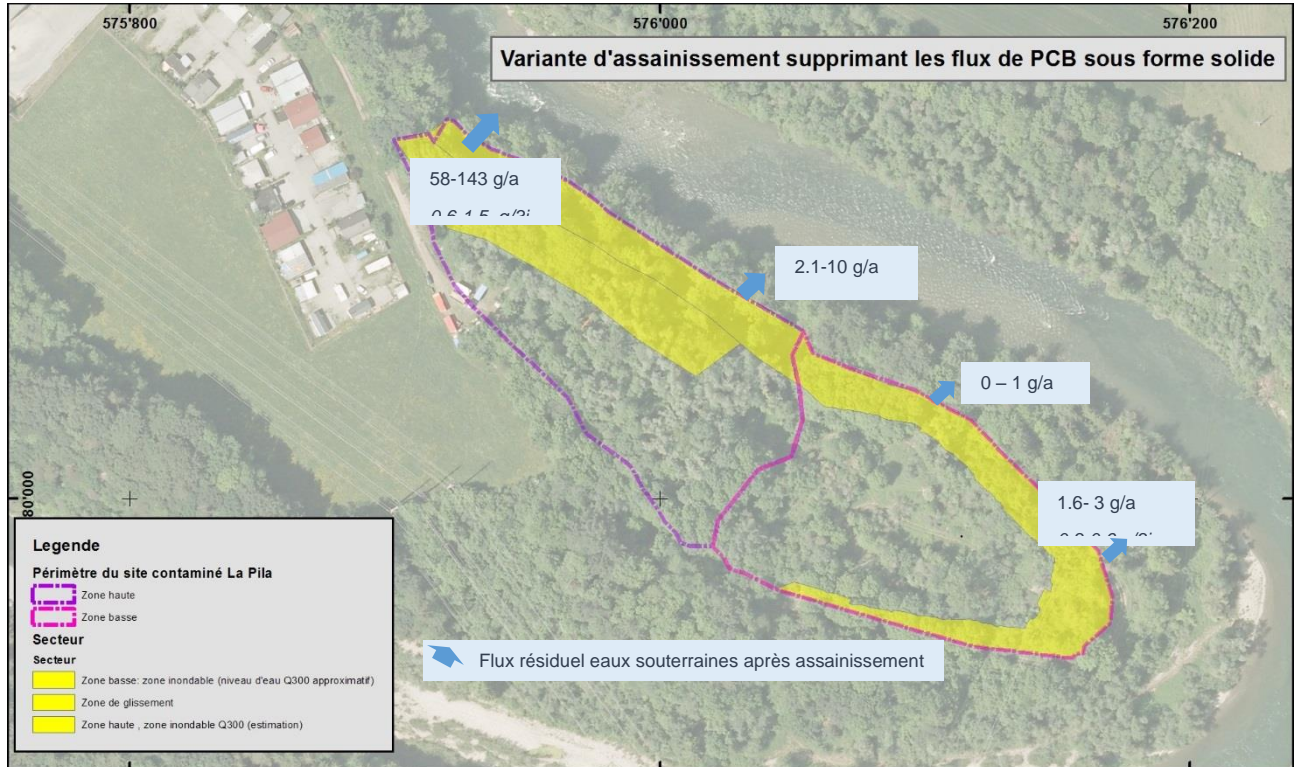 575'800
576'000
576'200
Variante d'assainissement supprimant les flux de PCB sous forme solide
58-143 g/a
2.1-10 g/a
0 – 1 g/a
1.6- 3 g/a
80'000
Legende
Périmètre du site contaminé La Pila
Zone haute
Zone basse
Secteur
Secteur
Zone basse: zone inondable (niveau d'eau Q300 approximatif)
Zone de glissement
Zone haute , zone inondable Q300 (estimation)
Flux résiduel eaux souterraines après assainissement